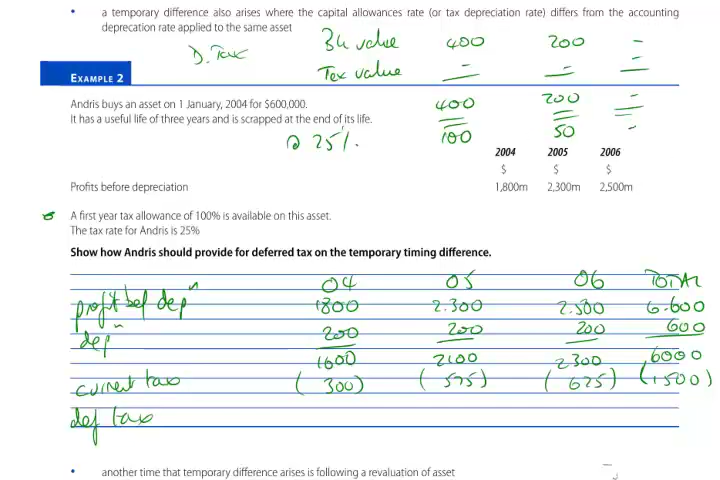 • a temporary difference also arises where the capital allowances rate (or tax depreciation rate) differs from the accounting
deprecation rate applied to the same asset
D. Tax
Bk value 400 200 –
Tax value – – –
EXAMPLE 2
400 200 –
100 50 –
Andris buys an asset on 1 January, 2004 for $600,000.
It has a useful life of three years and is scrapped at the end of its life.
@ 25%
2004 2005 2006
$ $ $
Profits before depreciation 1,800m 2,300m 2,500m
A first year tax allowance of 100% is available on this asset.
The tax rate for Andris is 25%
Show how Andris should provide for deferred tax on the temporary timing difference.
04 05 06 TOTAL
profit bef depⁿ 1800 2.300 2.500 6.600
depⁿ 200 200 200 600
1600 2100 2300 6000
current tax (300) (575) (625) (1500)
def tax
• another time that temporary difference arises is following a revaluation of asset